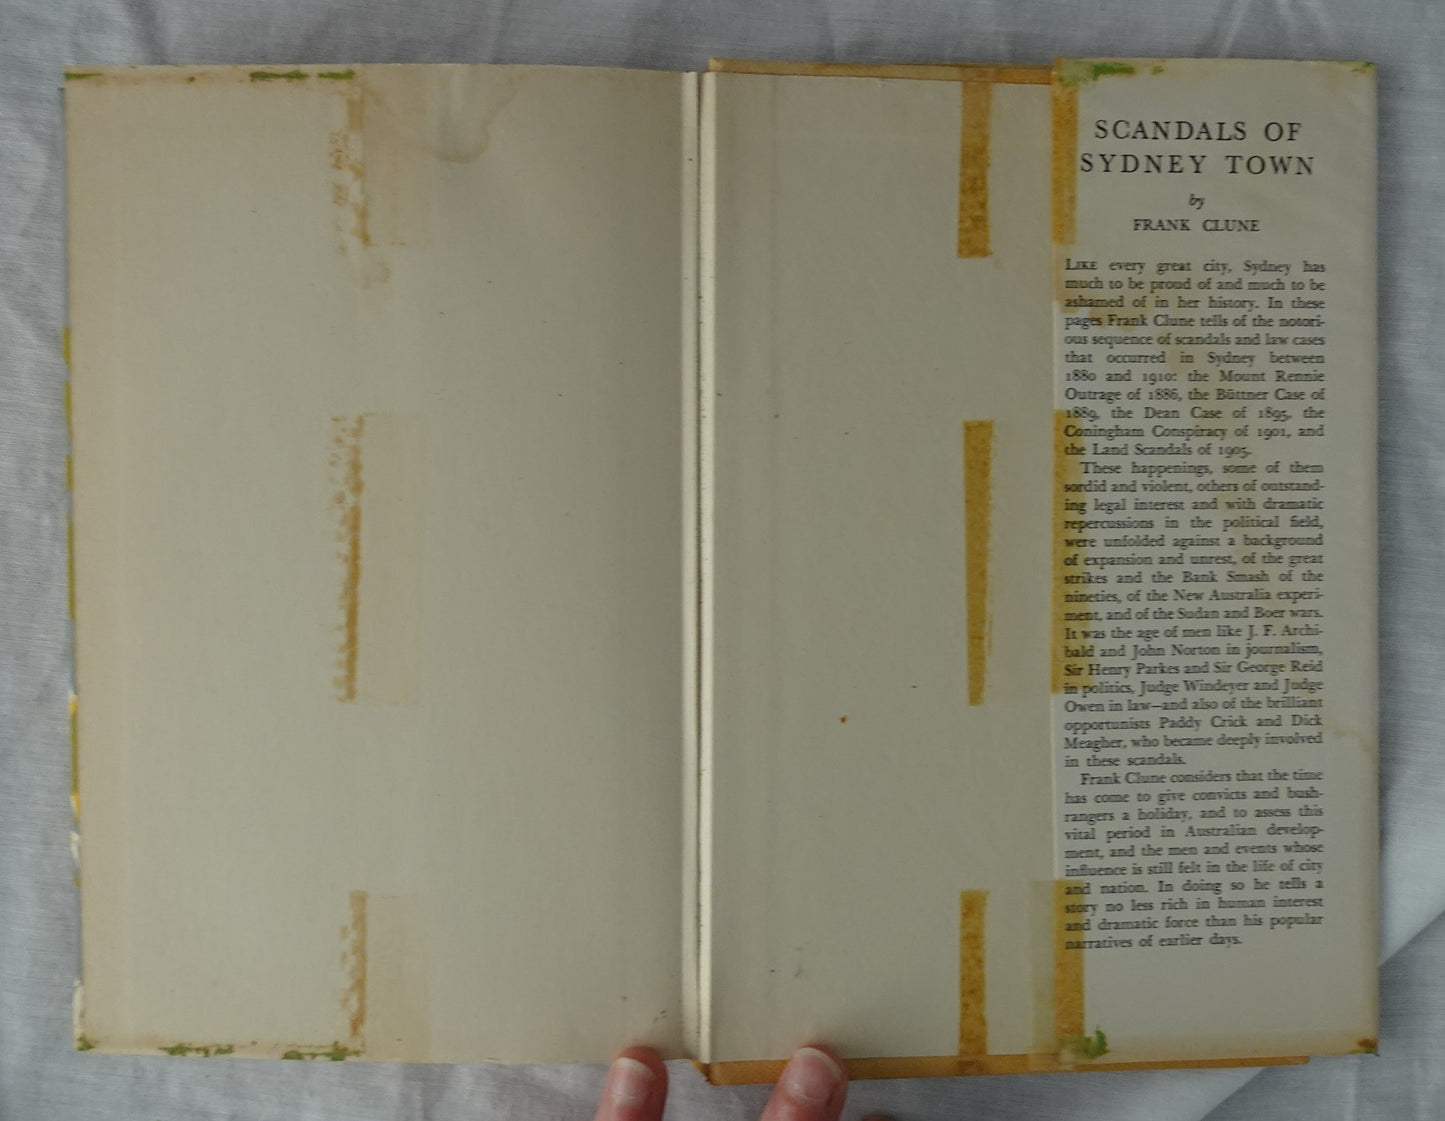 SCANDALS OF
SYDNEY TOWN
by
FRANK CLUNE
LIKE every great city, Sydney has
much to be proud of and much to be
ashamed of in her history. In these
pages Frank Clune tells of the notori-
ous sequence of scandals and law cases
that occurred in Sydney between
1880 and 1910: the Mount Rennie
Outrage of 1886, the Büttner Case of
1889, the Dean Case of 1895, the
Coningham Conspiracy of 1901, and
the Land Scandals of 1905.
These happenings, some of them
sordid and violent, others of outstand-
ing legal interest and with dramatic
repercussions in the political field,
were unfolded against a background
of expansion and unrest, of the great
strikes and the Bank Smash of the
nineties, of the New Australia experi-
ment, and of the Sudan and Boer wars.
It was the age of men like J. F. Archi-
bald and John Norton in journalism,
Sir Henry Parkes and Sir George Reid
in politics, Judge Windeyer and Judge
Owen in law—and also of the brilliant
opportunists Paddy Crick and Dick
Meagher, who became deeply involved
in these scandals.
Frank Clune considers that the time
has come to give convicts and bush-
rangers a holiday, and to assess this
vital period in Australian develop-
ment, and the men and events whose
influence is still felt in the life of city
and nation. In doing so he tells a
story no less rich in human interest
and dramatic force than his popular
narratives of earlier days.